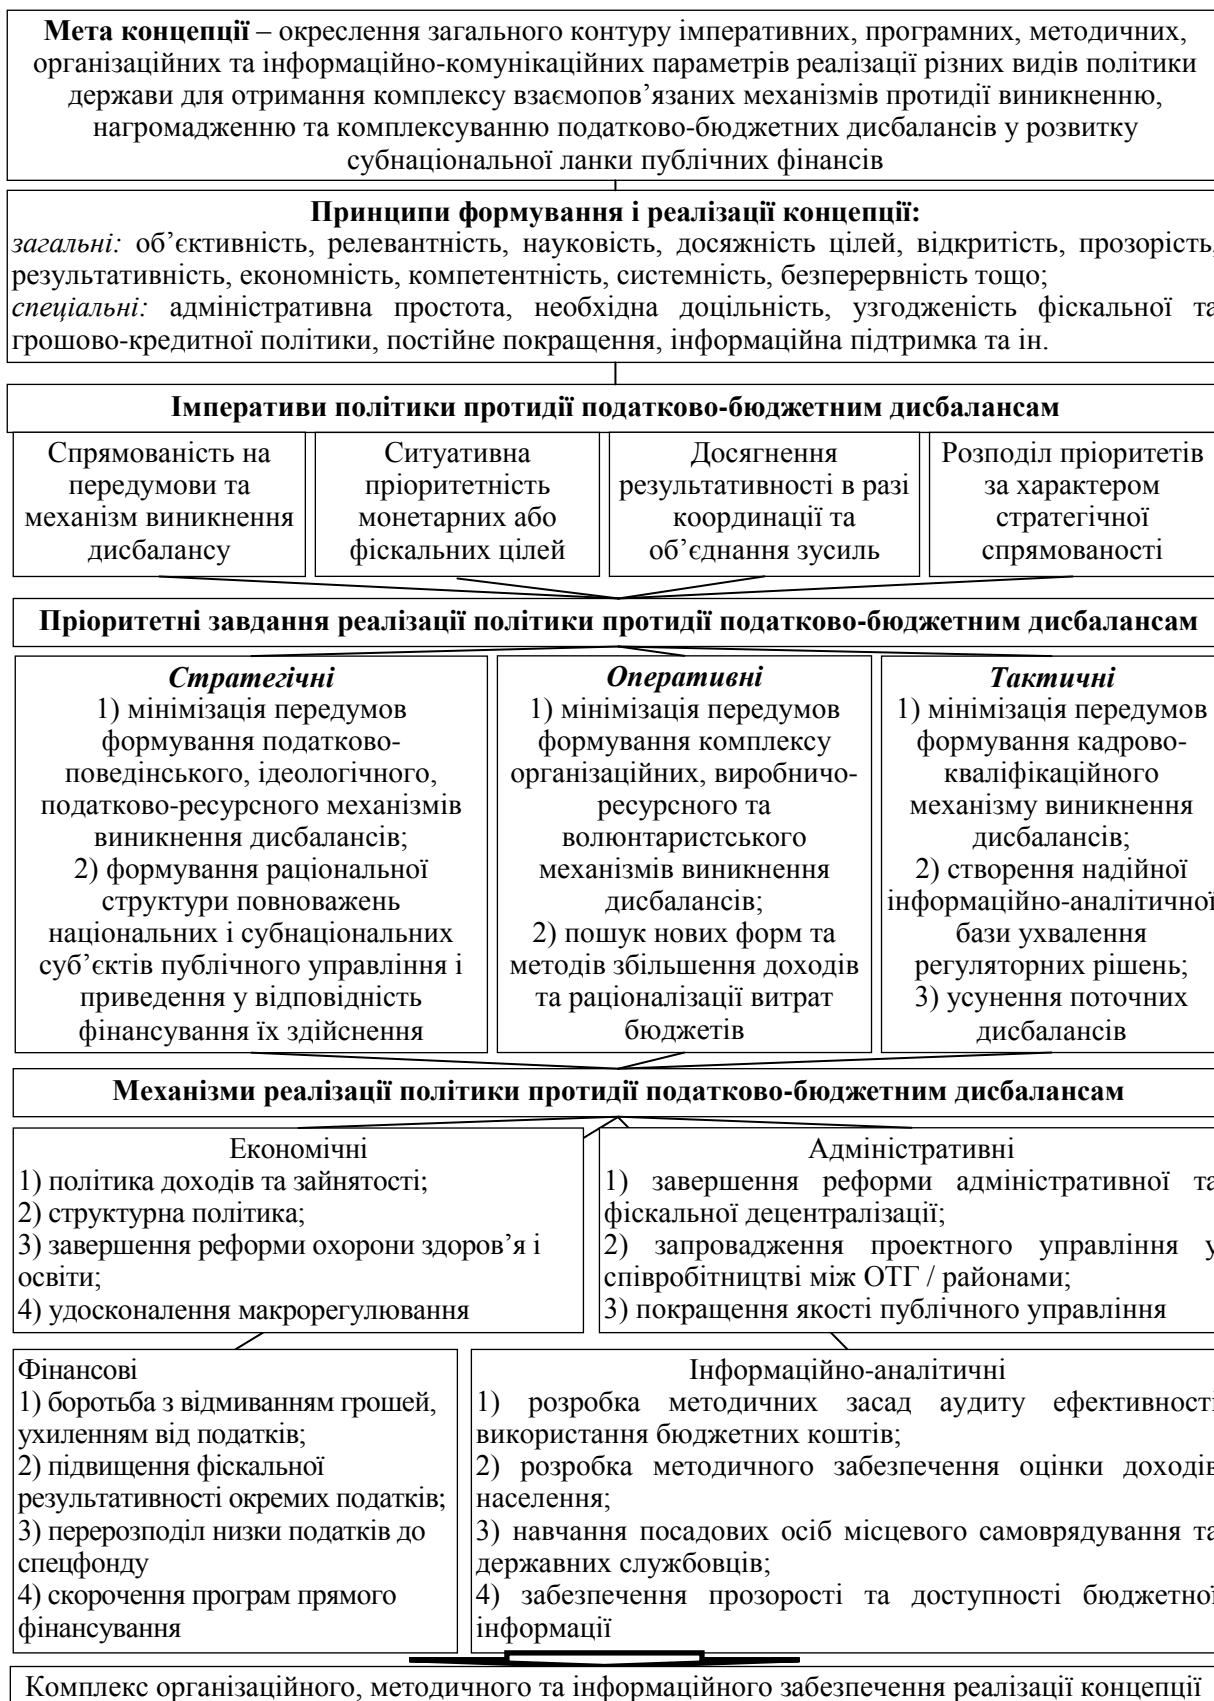 Мета концепції – окреслення загального контуру імперативних, програмних, методичних,
організаційних та інформаційно-комунікаційних параметрів реалізації різних видів політики
держави для отримання комплексу взаємопов’язаних механізмів протидії виникненню,
нагромадженню та комплексуванню податково-бюджетних дисбалансів у розвитку
субнаціональної ланки публічних фінансів
Принципи формування і реалізації концепції:
загальні: об’єктивність, релевантність, науковість, досяжність цілей, відкритість, прозорість,
результативність, економність, компетентність, системність, безперервність тощо;
спеціальні: адміністративна простота, необхідна доцільність, узгодженість фіскальної та
грошово-кредитної політики, постійне покращення, інформаційна підтримка та ін.
Імперативи політики протидії податково-бюджетним дисбалансам
Спрямованість на
передумови та
механізм виникнення
дисбалансу
Ситуативна
пріоритетність
монетарних або
фіскальних цілей
Досягнення
результативності в разі
координації та
об’єднання зусиль
Розподіл пріоритетів
за характером
стратегічної
спрямованості
Пріоритетні завдання реалізації політики протидії податково-бюджетним дисбалансам
Стратегічні
1) мінімізація передумов
формування податково-
поведінського, ідеологічного,
податково-ресурсного механізмів
виникнення дисбалансів;
2) формування раціональної
структури повноважень
національних і субнаціональних
суб’єктів публічного управління і
приведення у відповідність
фінансування їх здійснення
Оперативні
1) мінімізація передумов
формування комплексу
організаційних, виробничо-
ресурсного та
волюнтаристського
механізмів виникнення
дисбалансів;
2) пошук нових форм та
методів збільшення доходів
та раціоналізації витрат
бюджетів
Тактичні
1) мінімізація передумов
формування кадрово-
кваліфікаційного
механізму виникнення
дисбалансів;
2) створення надійної
інформаційно-аналітичної
бази ухвалення
регуляторних рішень;
3) усунення поточних
дисбалансів
Механізми реалізації політики протидії податково-бюджетним дисбалансам
Економічні
1) політика доходів та зайнятості;
2) структурна політика;
3) завершення реформи охорони здоров’я і
освіти;
4) удосконалення макрорегулювання
Адміністративні
1) завершення реформи адміністративної та
фіскальної децентралізації;
2) запровадження проектного управління у
співробітництві між ОТГ / районами;
3) покращення якості публічного управління
Фінансові
1) боротьба з відмиванням грошей,
ухиленням від податків;
2) підвищення фіскальної
результативності окремих податків;
3) перерозподіл низки податків до
спецфонду
4) скорочення програм прямого
фінансування
Інформаційно-аналітичні
1) розробка методичних засад аудиту ефективності
використання бюджетних коштів;
2) розробка методичного забезпечення оцінки доходів
населення;
3) навчання посадових осіб місцевого самоврядування та
державних службовців;
4) забезпечення прозорості та доступності бюджетної
інформації
Комплекс організаційного, методичного та інформаційного забезпечення реалізації концепції